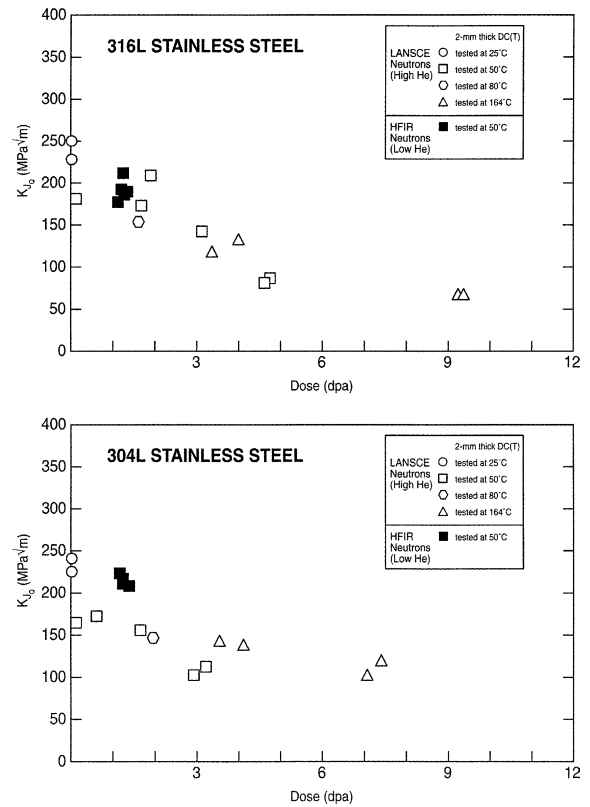 316L STAINLESS STEEL
2-mm thick DC(T)
LANSCE
Neutrons
(High He)
tested at 25˚C
tested at 50˚C
tested at 80˚C
tested at 164˚C
HFIR
Neutrons
(Low He)
tested at 50˚C
400
350
300
250
200
150
100
50
0
K_JQ (MPa√m)
3
6
9
12
Dose (dpa)
304L STAINLESS STEEL
2-mm thick DC(T)
LANSCE
Neutrons
(High He)
tested at 25˚C
tested at 50˚C
tested at 80˚C
tested at 164˚C
HFIR
Neutrons
(Low He)
tested at 50˚C
400
350
300
250
200
150
100
50
0
K_JQ (MPa√m)
3
6
9
12
Dose (dpa)